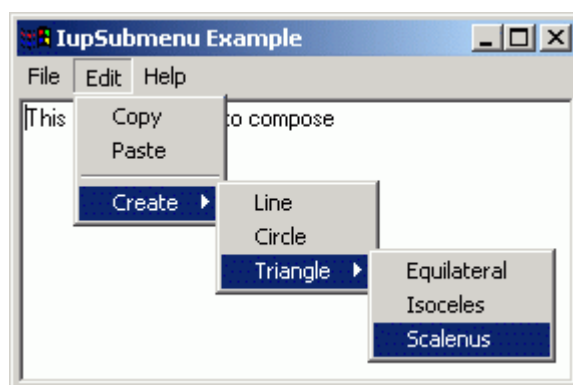 IupSubmenu Example
File Edit Help
This to compose
Copy
Paste
Create
Line
Circle
Triangle
Equilateral
Isoceles
Scalenus